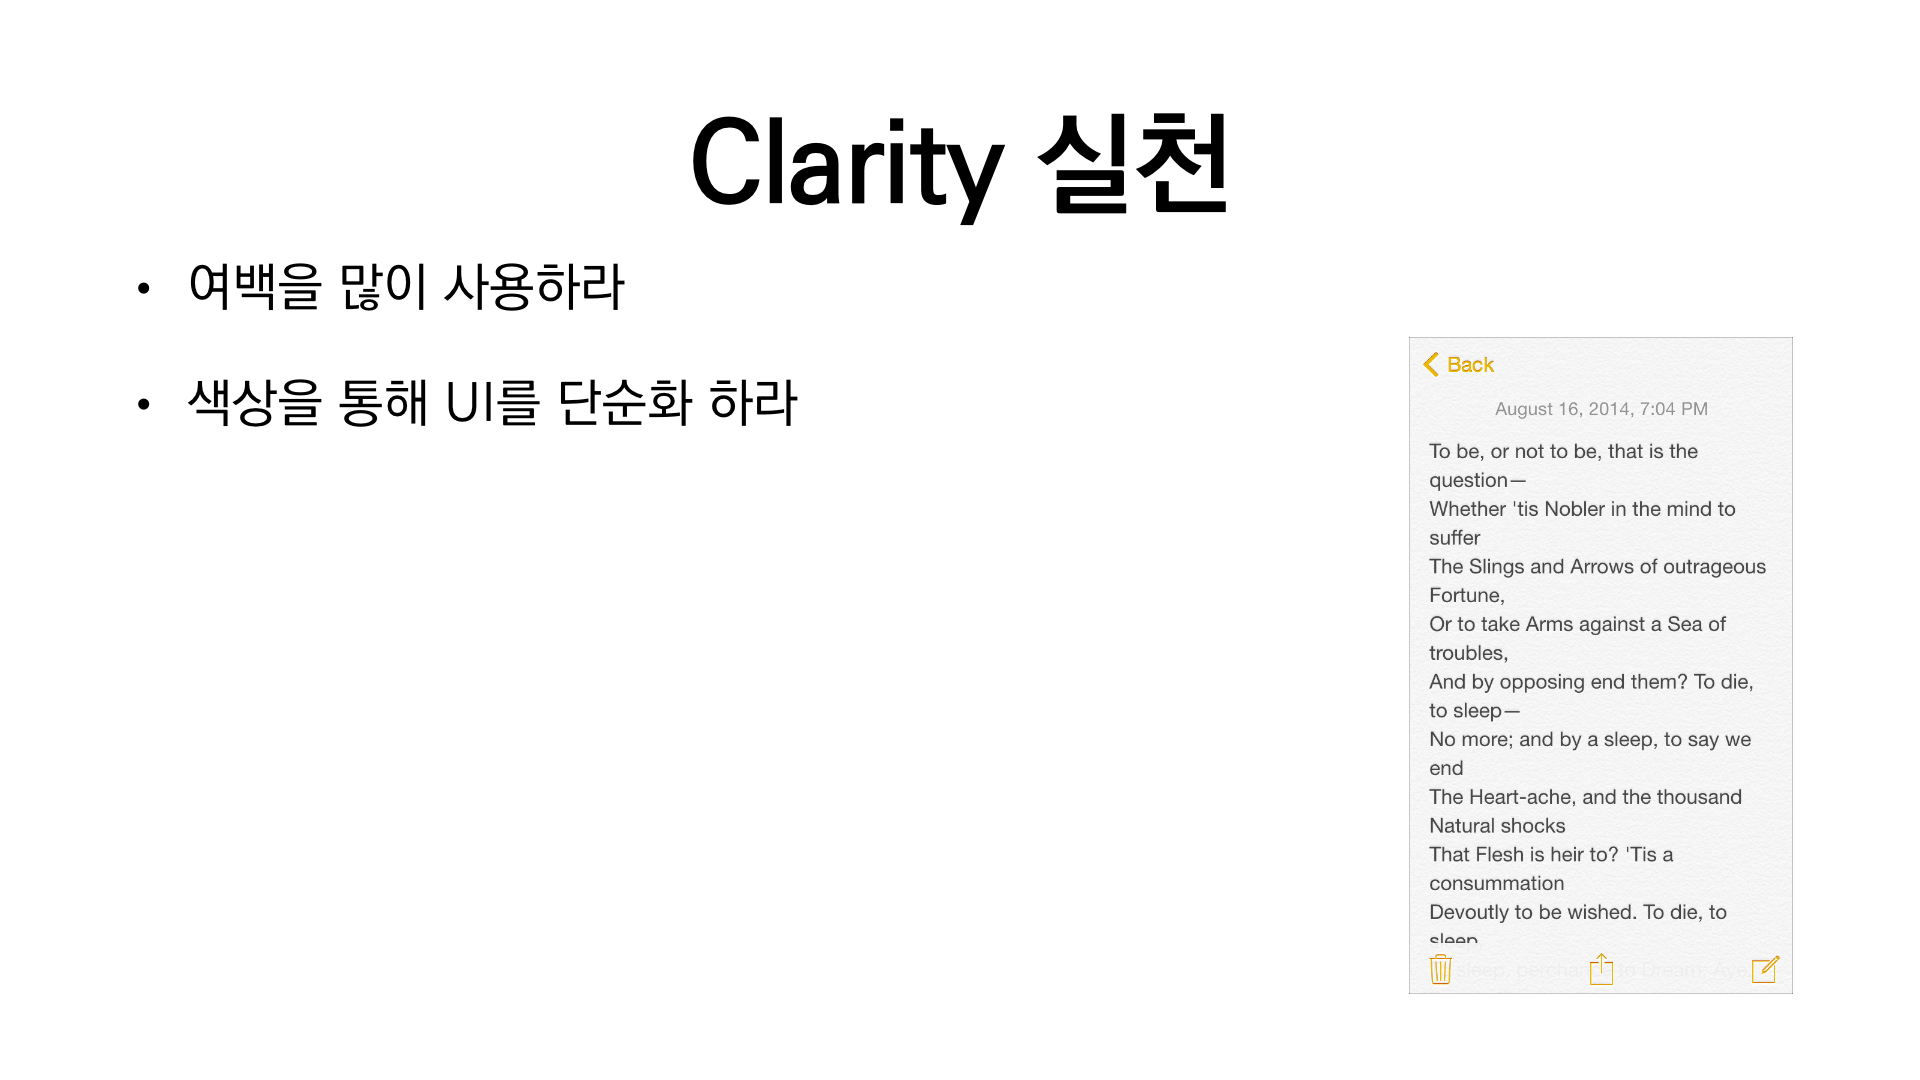 Clarity 실천
• 여백을 많이 사용하라
• 색상을 통해 UI를 단순화 하라
Back
August 16, 2014, 7:04 PM
To be, or not to be, that is the
question—
Whether 'tis Nobler in the mind to
suffer
The Slings and Arrows of outrageous
Fortune,
Or to take Arms against a Sea of
troubles,
And by opposing end them? To die,
to sleep—
No more; and by a sleep, to say we
end
The Heart-ache, and the thousand
Natural shocks
That Flesh is heir to? 'Tis a
consummation
Devoutly to be wished. To die, to
sleep